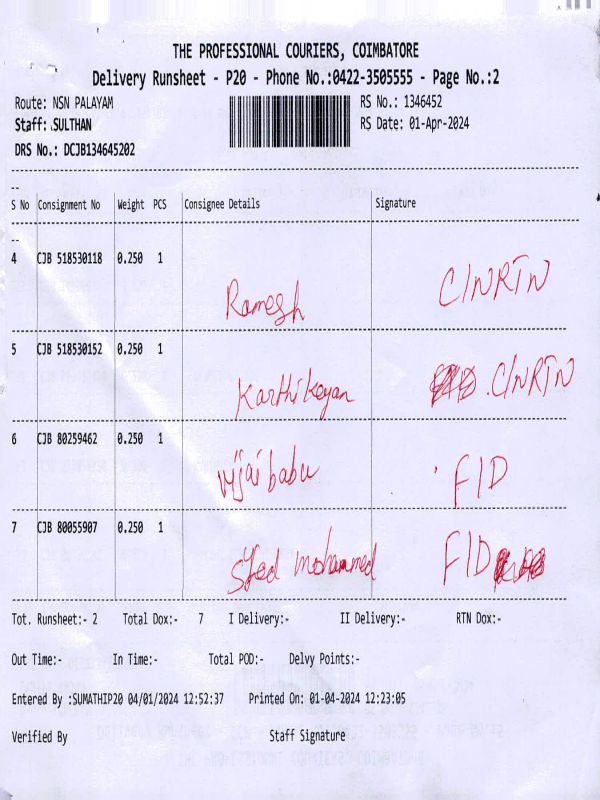 THE PROFESSIONAL COURIERS, COIMBATORE
Delivery Runsheet - P20 - Phone No.:0422-3505555 - Page No.:2
Route: NSN PALAYAM RS No.: 1346452
Staff: SULTHAN RS Date: 01-Apr-2024
DRS No.: DCJB134645202
S No Consignment No Weight PCS Consignee Details Signature
4 CJB 518530118 0.250 1
Ramesh C/NRTN
5 CJB 518530152 0.250 1
Karthikeyan C/NRTN
6 CJB 80259462 0.250 1
vijai babu F/D
7 CJB 80055907 0.250 1
Syed mohammed F/D
Tot. Runsheet:- 2 Total Dox:- 7 I Delivery:- II Delivery:- RTN Dox:-
Out Time:- In Time:- Total POD:- Delvy Points:-
Entered By :SUMATHIP20 04/01/2024 12:52:37 Printed On: 01-04-2024 12:23:05
Verified By Staff Signature